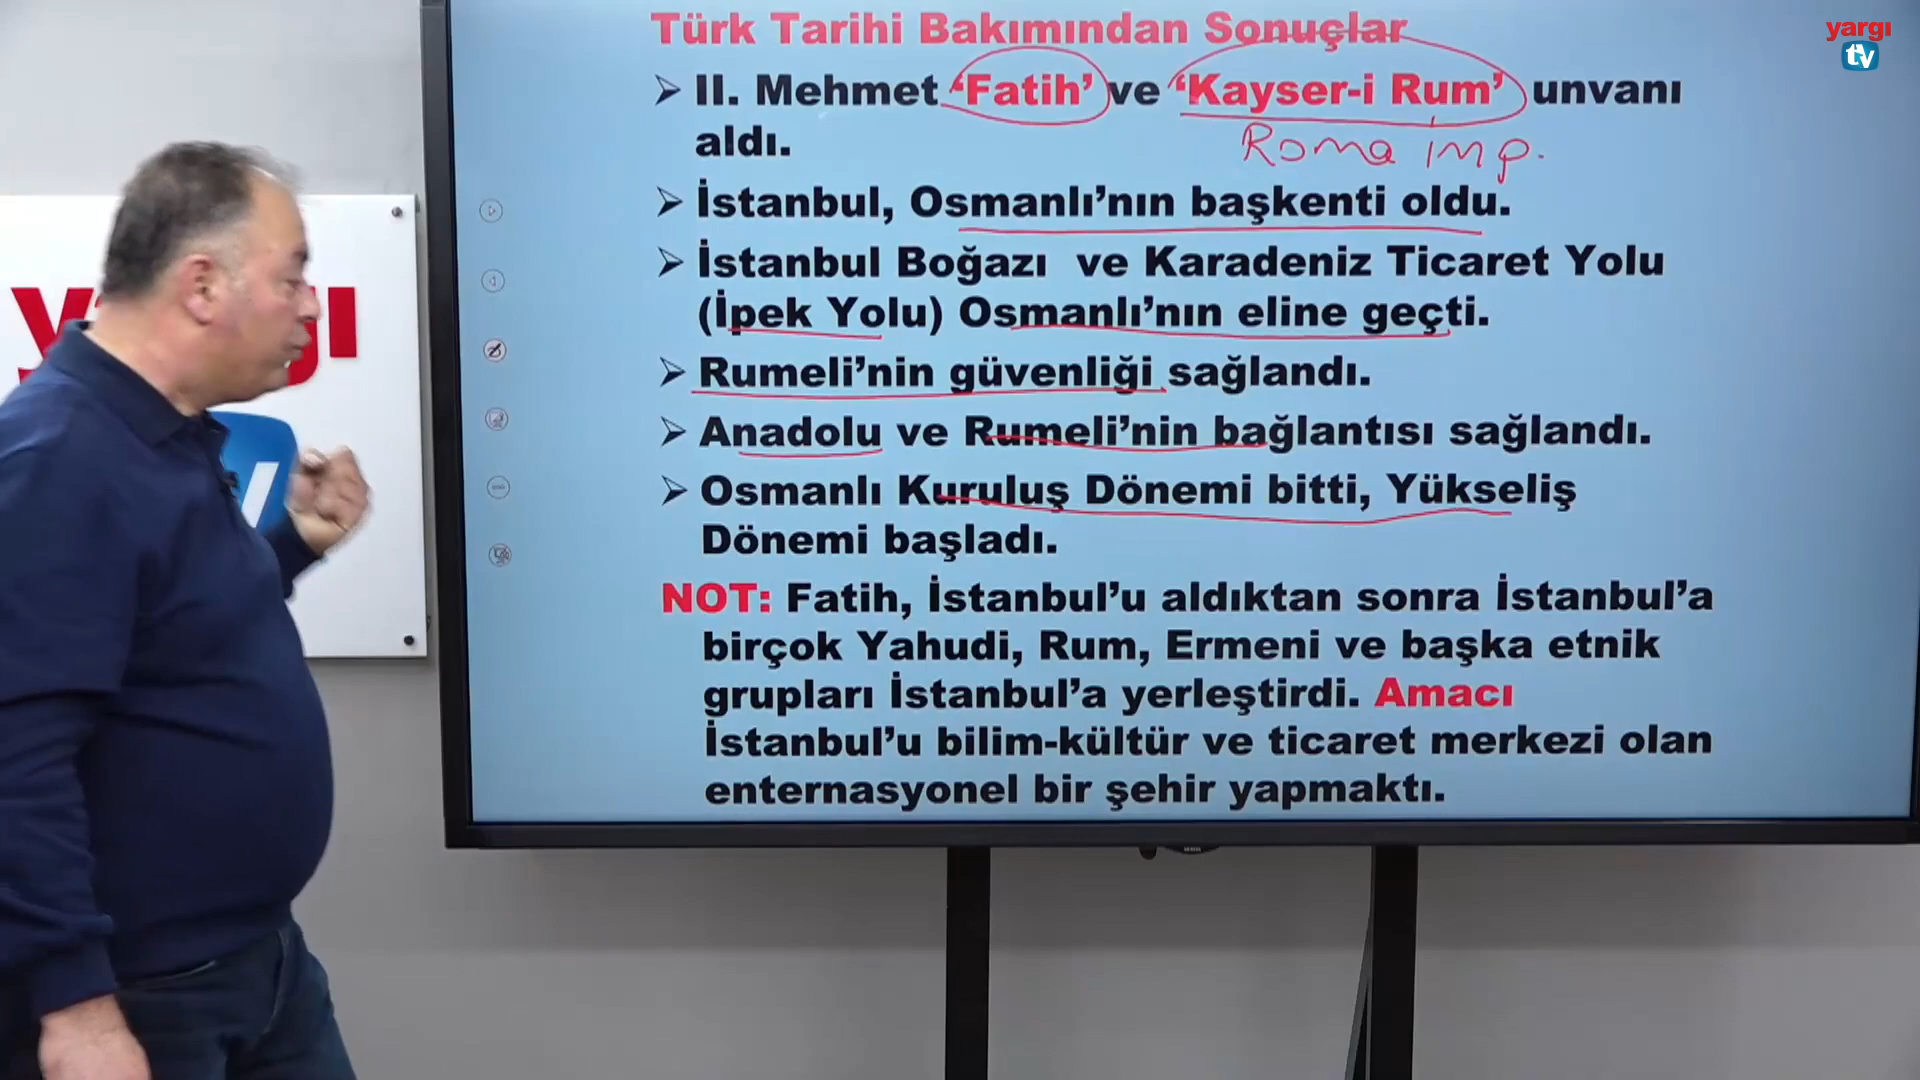 Türk Tarihi Bakımından Sonuçlar
yargı
tv
➢ II. Mehmet ‘Fatih’ ve ‘Kayser-i Rum’ unvanı
aldı.
Roma imp.
➢ İstanbul, Osmanlı’nın başkenti oldu.
➢ İstanbul Boğazı ve Karadeniz Ticaret Yolu
(İpek Yolu) Osmanlı’nın eline geçti.
➢ Rumeli’nin güvenliği sağlandı.
➢ Anadolu ve Rumeli’nin bağlantısı sağlandı.
➢ Osmanlı Kuruluş Dönemi bitti, Yükseliş
Dönemi başladı.
NOT: Fatih, İstanbul’u aldıktan sonra İstanbul’a
birçok Yahudi, Rum, Ermeni ve başka etnik
grupları İstanbul’a yerleştirdi. Amacı
İstanbul’u bilim-kültür ve ticaret merkezi olan
enternasyonel bir şehir yapmaktı.